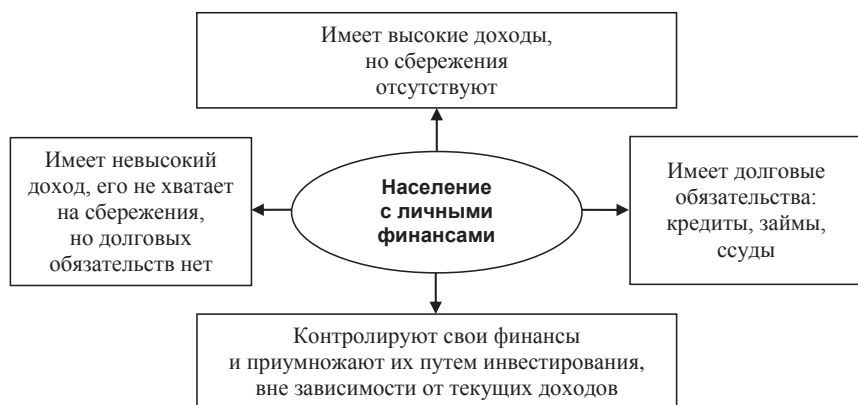 Имеет высокие доходы,
но сбережения
отсутствуют
Имеет невысокий
доход, его не хватает
на сбережения,
но долговых
обязательств нет
Население
с личными
финансами
Имеет долговые
обязательства:
кредиты, займы,
ссуды
Контролируют свои финансы
и приумножают их путем инвестирования,
вне зависимости от текущих доходов